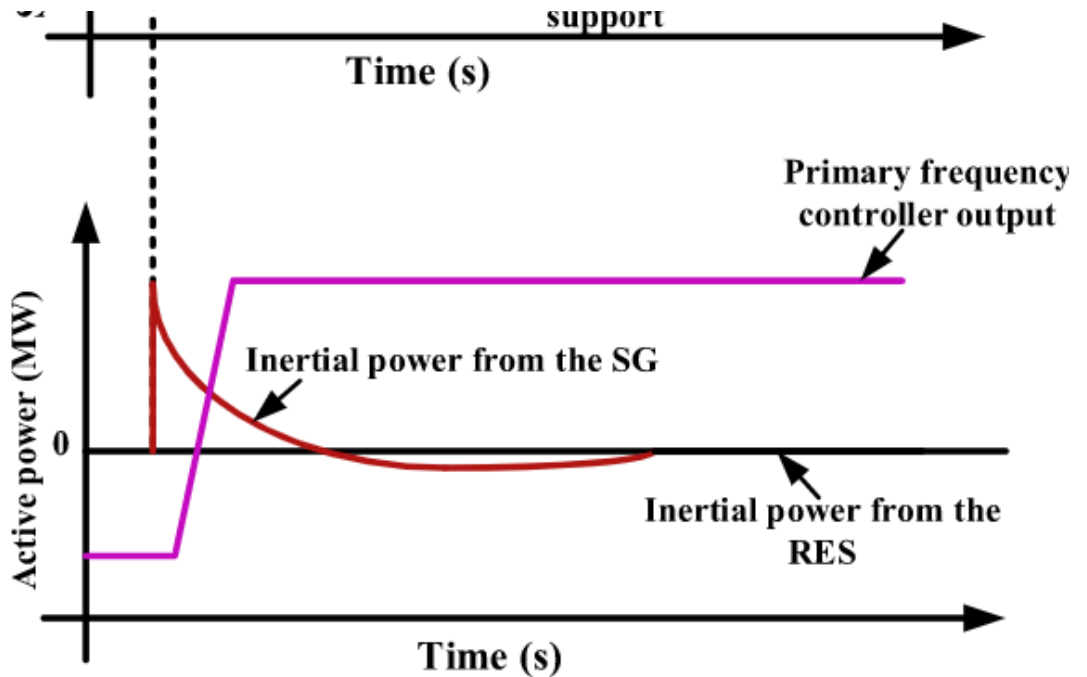 support
Time (s)
Primary frequency
controller output
Active power (MW)
Inertial power from the SG
0
Inertial power from the
RES
Time (s)